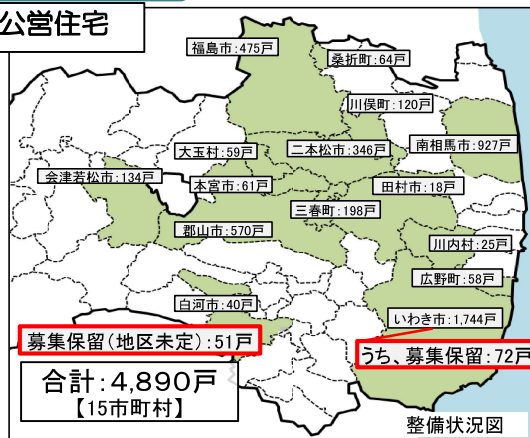 公営住宅
福島市:475戸
桑折町:64戸
川俣町:120戸
大玉村:59戸
二本松市:346戸
南相馬市:927戸
会津若松市:134戸
本宮市:61戸
田村市:18戸
三春町:198戸
郡山市:570戸
川内村:25戸
広野町:58戸
白河市:40戸
いわき市:1,744戸
募集保留(地区未定):51戸
うち、募集保留:72戸
合計:4,890戸
【15市町村】
整備状況図